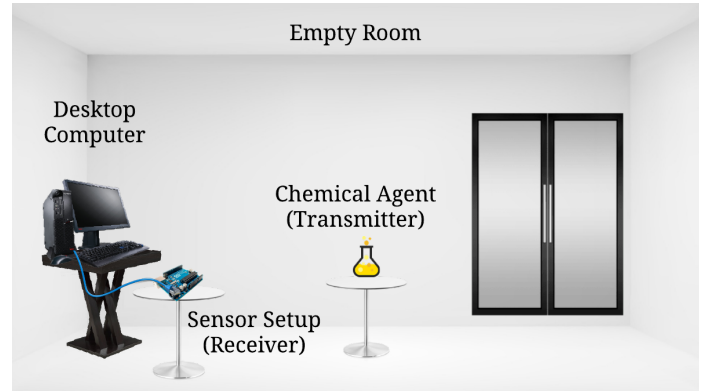 Empty Room
Desktop
Computer
Chemical Agent
(Transmitter)
Sensor Setup
(Receiver)